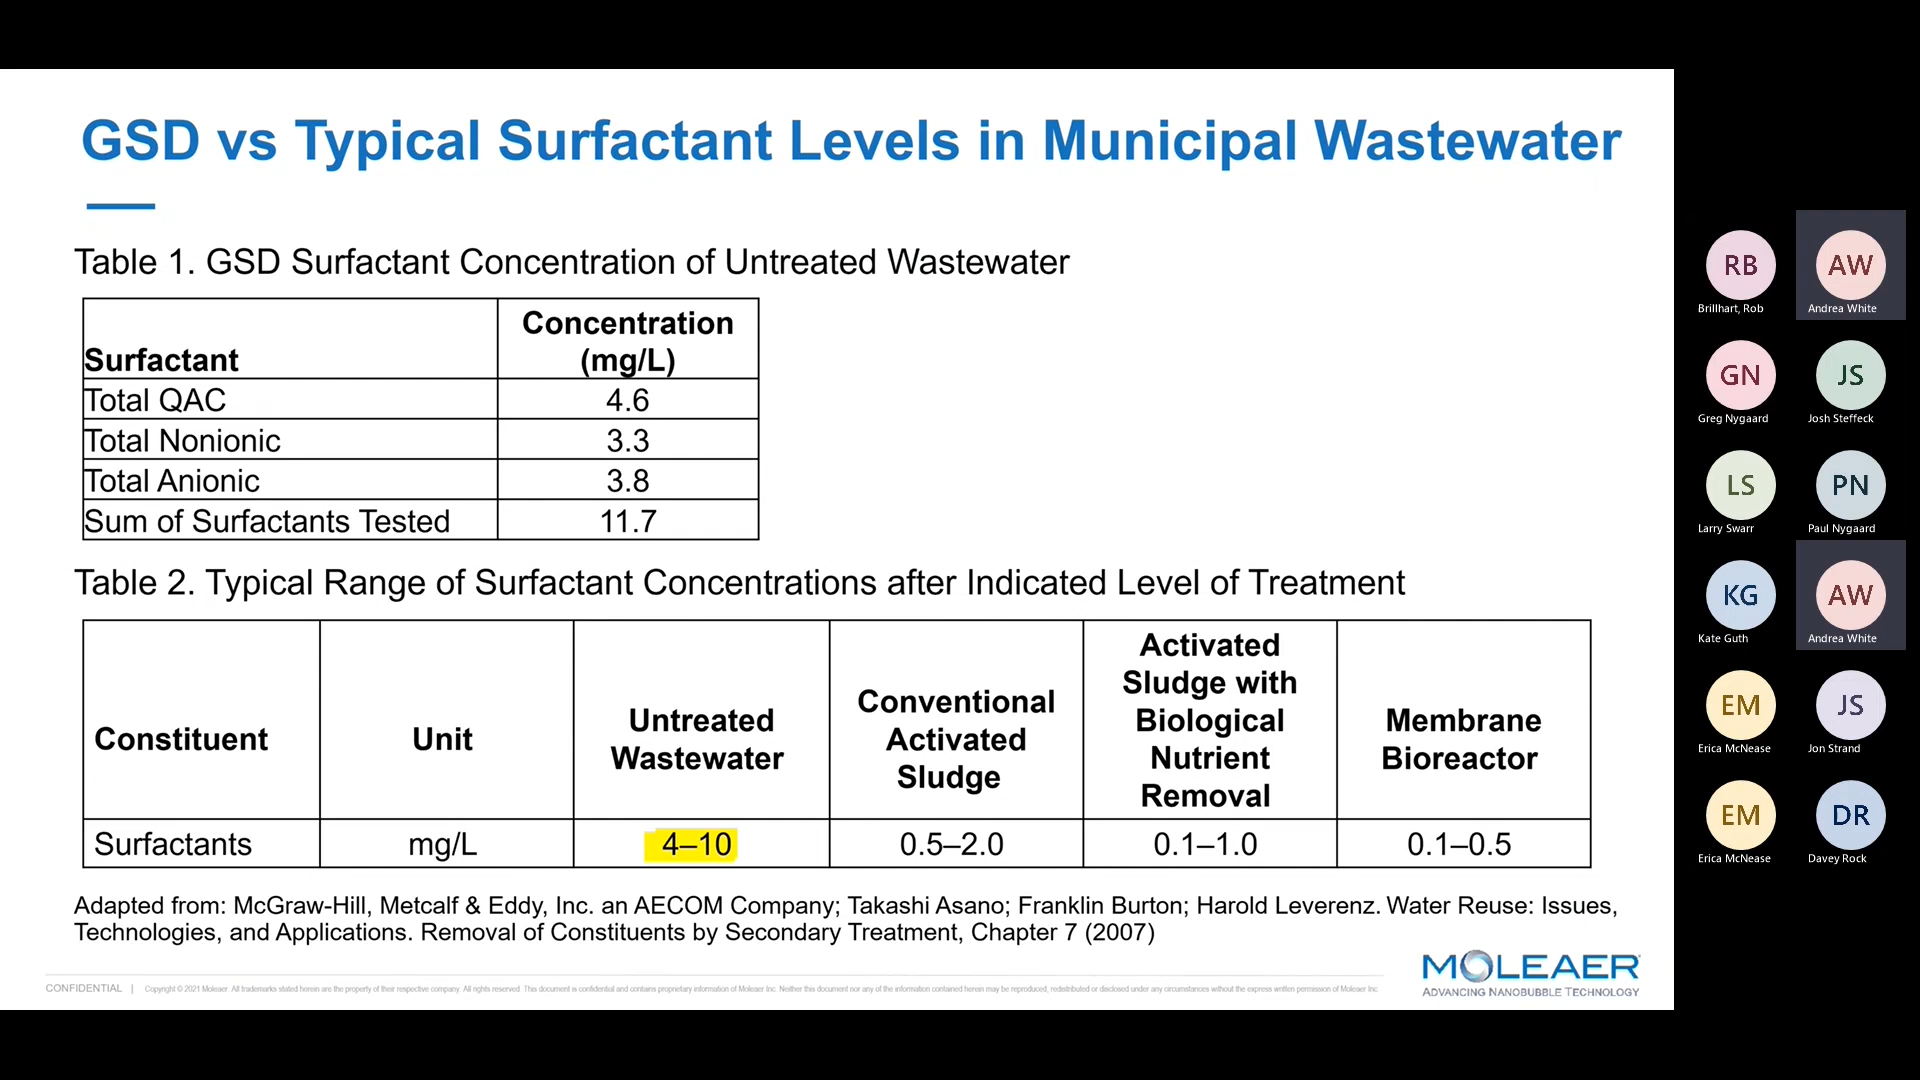 GSD vs Typical Surfactant Levels in Municipal Wastewater
Table 1. GSD Surfactant Concentration of Untreated Wastewater
Surfactant
Concentration
(mg/L)
Total QAC
4.6
Total Nonionic
3.3
Total Anionic
3.8
Sum of Surfactants Tested
11.7
Table 2. Typical Range of Surfactant Concentrations after Indicated Level of Treatment
Constituent
Unit
Untreated
Wastewater
Conventional
Activated
Sludge
Activated
Sludge with
Biological
Nutrient
Removal
Membrane
Bioreactor
Surfactants
mg/L
4–10
0.5–2.0
0.1–1.0
0.1–0.5
Adapted from: McGraw-Hill, Metcalf & Eddy, Inc. an AECOM Company; Takashi Asano; Franklin Burton; Harold Leverenz. Water Reuse: Issues,
Technologies, and Applications. Removal of Constituents by Secondary Treatment, Chapter 7 (2007)
CONFIDENTIAL | Copyright © 2021 Moleaer. All trademarks stated herein are the property of their respective company. All rights reserved. This document is confidential and contains proprietary information of Moleaer Inc. Neither this document nor any of the information contained herein may be reproduced, redistributed or disclosed under any circumstances without the express written permission of Moleaer Inc.
MOLEAER
ADVANCING NANOBUBBLE TECHNOLOGY
RB
Brillhart, Rob
AW
Andrea White
GN
Greg Nygaard
JS
Josh Steffeck
LS
Larry Swarr
PN
Paul Nygaard
KG
Kate Guth
AW
Andrea White
EM
Erica McNease
JS
Jon Strand
EM
Erica McNease
DR
Davey Rock